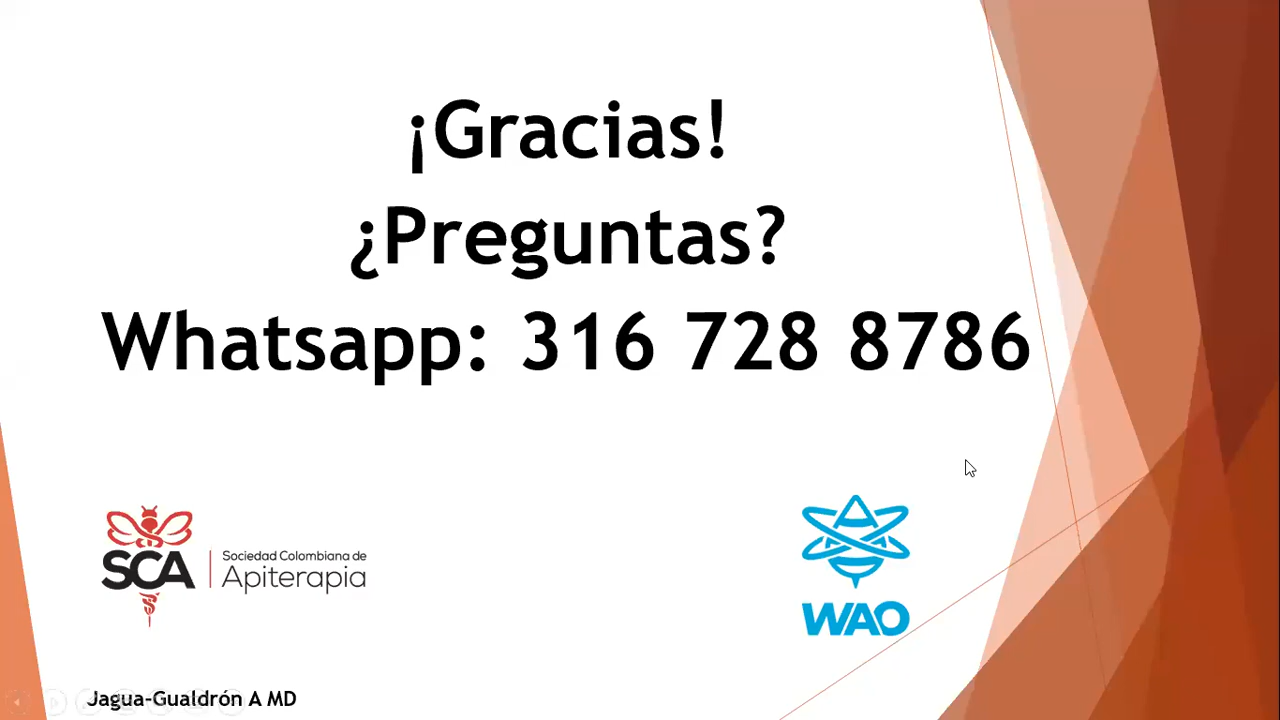 ¡Gracias!
¿Preguntas?
Whatsapp: 316 728 8786
SCA
Sociedad Colombiana de
Apiterapia
WAO
Jagua-Gualdrón A MD